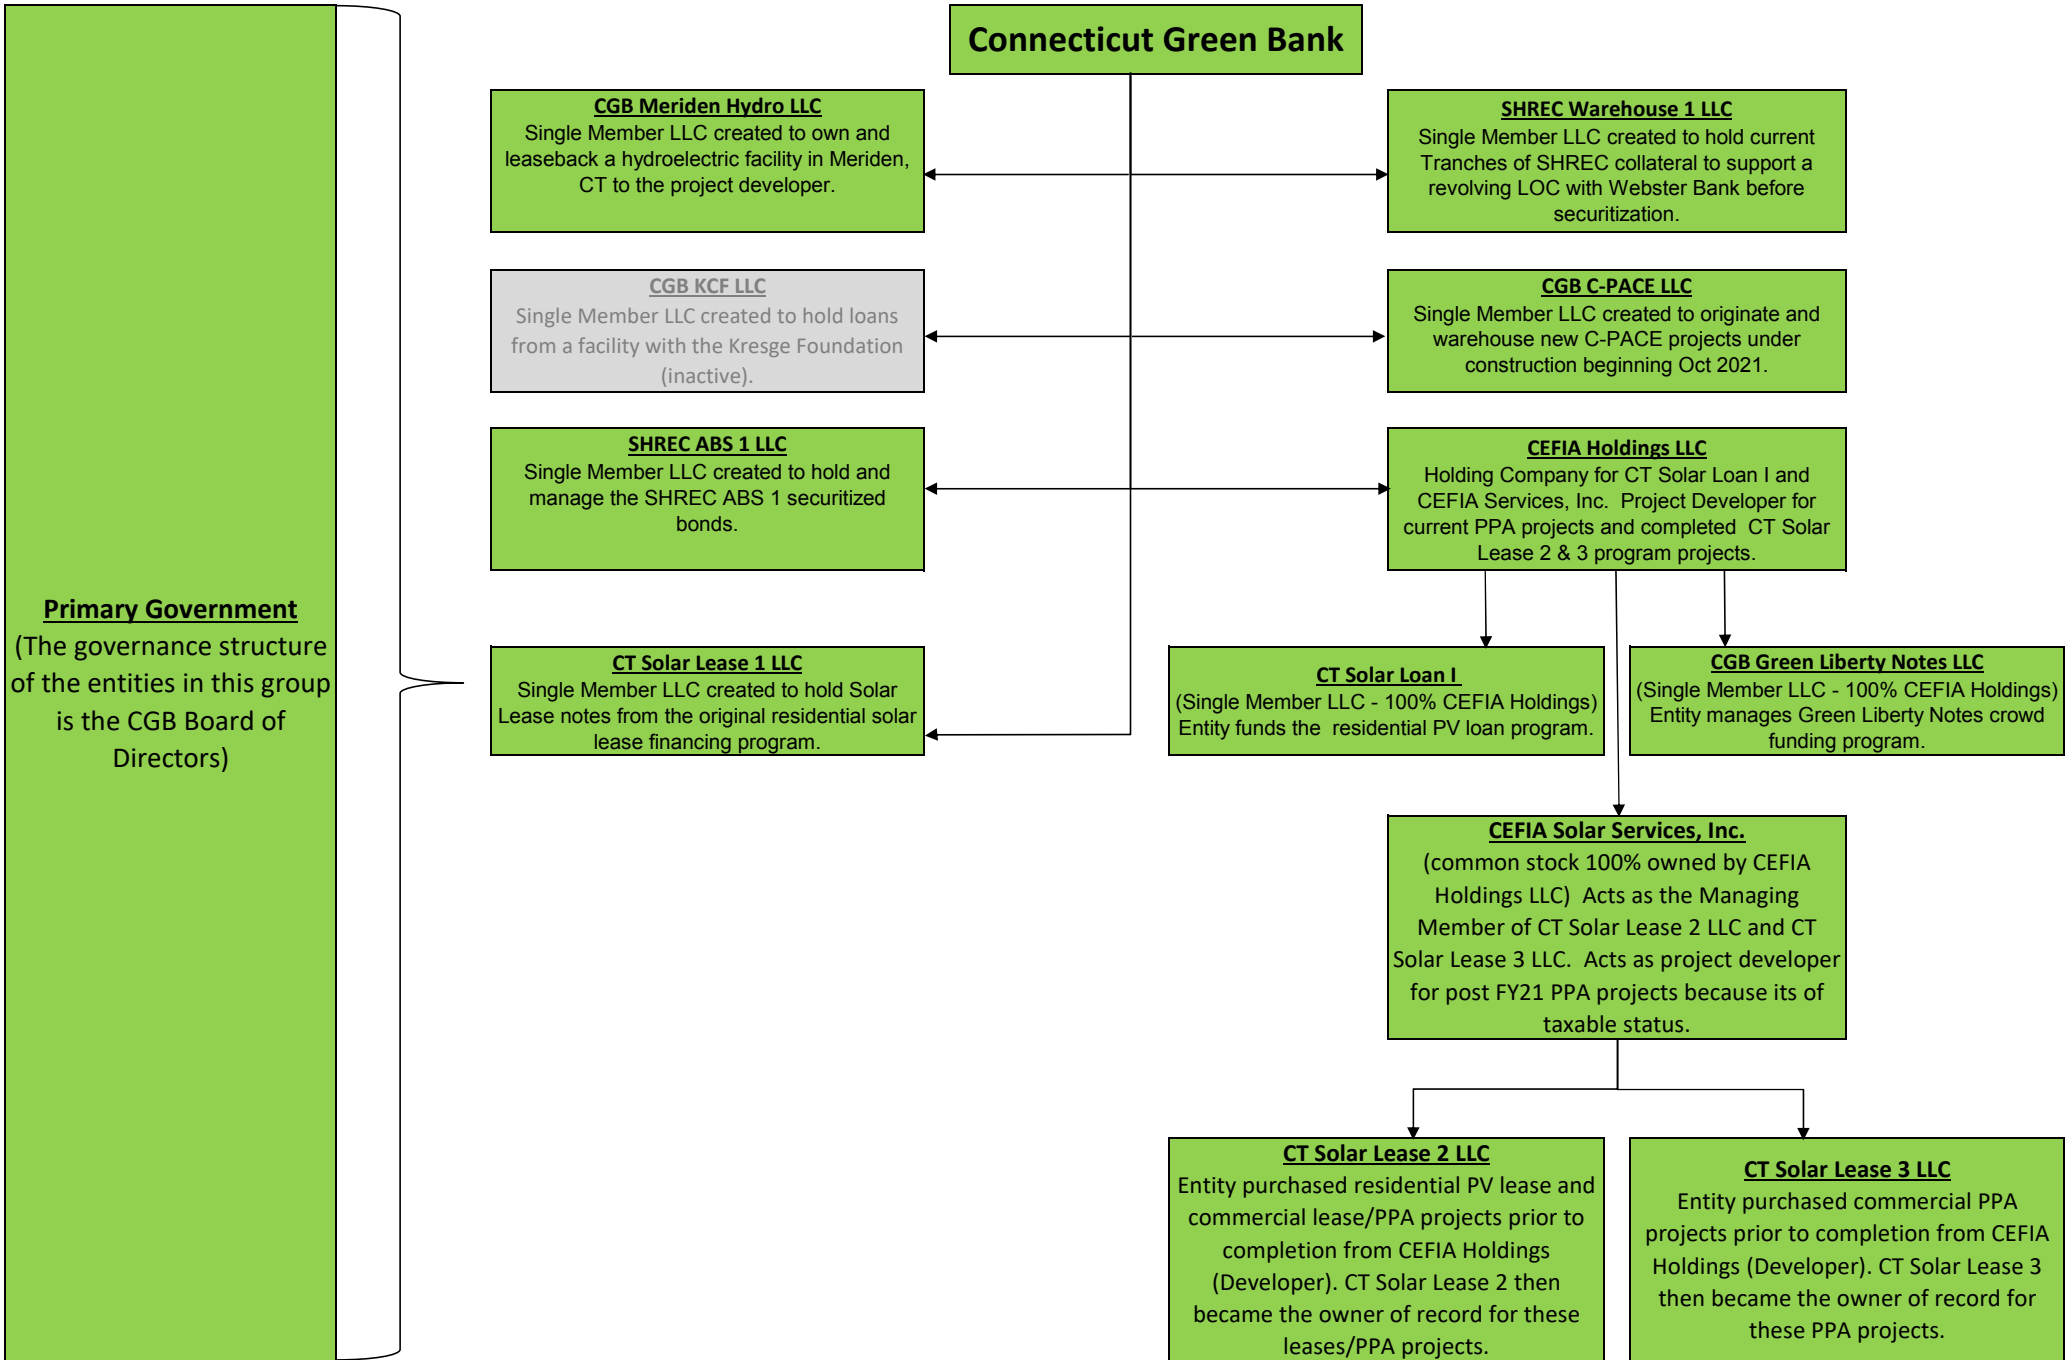 Connecticut Green Bank
Primary Government
(The governance structure
of the entities in this group
is the CGB Board of
Directors)
CGB Meriden Hydro LLC
Single Member LLC created to own and
leaseback a hydroelectric facility in Meriden,
CT to the project developer.
SHREC Warehouse 1 LLC
Single Member LLC created to hold current
Tranches of SHREC collateral to support a
revolving LOC with Webster Bank before
securitization.
CGB KCF LLC
Single Member LLC created to hold loans
from a facility with the Kresge Foundation
(inactive).
CGB C-PACE LLC
Single Member LLC created to originate and
warehouse new C-PACE projects under
construction beginning Oct 2021.
SHREC ABS 1 LLC
Single Member LLC created to hold and
manage the SHREC ABS 1 securitized
bonds.
CEFIA Holdings LLC
Holding Company for CT Solar Loan I and
CEFIA Services, Inc.  Project Developer for
current PPA projects and completed  CT Solar
Lease 2 & 3 program projects.
CT Solar Lease 1 LLC
Single Member LLC created to hold Solar
Lease notes from the original residential solar
lease financing program.
CT Solar Loan I
(Single Member LLC - 100% CEFIA Holdings)
Entity funds the  residential PV loan program.
CGB Green Liberty Notes LLC
(Single Member LLC - 100% CEFIA Holdings)
Entity manages Green Liberty Notes crowd
funding program.
CEFIA Solar Services, Inc.
(common stock 100% owned by CEFIA
Holdings LLC)  Acts as the Managing
Member of CT Solar Lease 2 LLC and CT
Solar Lease 3 LLC.  Acts as project developer
for post FY21 PPA projects because its of
taxable status.
CT Solar Lease 2 LLC
Entity purchased residential PV lease and
commercial lease/PPA projects prior to
completion from CEFIA Holdings
(Developer). CT Solar Lease 2 then
became the owner of record for these
leases/PPA projects.
CT Solar Lease 3 LLC
Entity purchased commercial PPA
projects prior to completion from CEFIA
Holdings (Developer). CT Solar Lease 3
then became the owner of record for
these PPA projects.